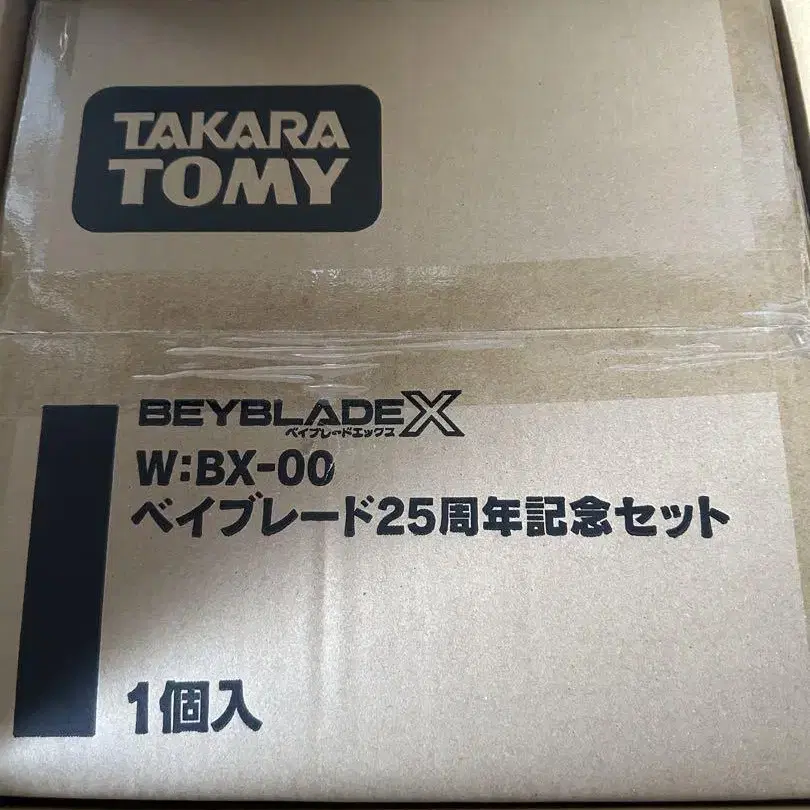 TAKARA
TOMY
BEYBLADE X
ベイブレードエックス
W:BX-00
ベイブレード25周年記念セット
1個入